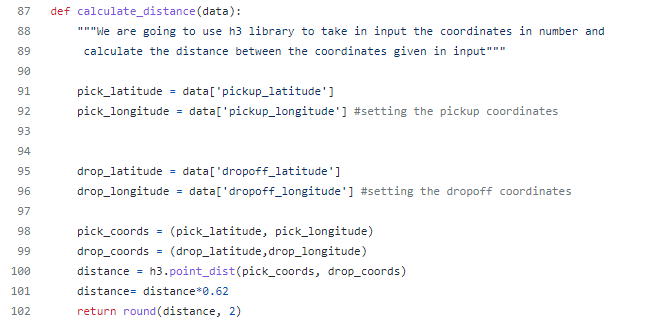 87 def calculate_distance(data):
88     """We are going to use h3 library to take in input the coordinates in number and
89      calculate the distance between the coordinates given in input"""
90
91     pick_latitude = data['pickup_latitude']
92     pick_longitude = data['pickup_longitude'] #setting the pickup coordinates
93
94
95     drop_latitude = data['dropoff_latitude']
96     drop_longitude = data['dropoff_longitude'] #setting the dropoff coordinates
97
98     pick_coords = (pick_latitude, pick_longitude)
99     drop_coords = (drop_latitude,drop_longitude)
100     distance = h3.point_dist(pick_coords, drop_coords)
101     distance= distance*0.62
102     return round(distance, 2)